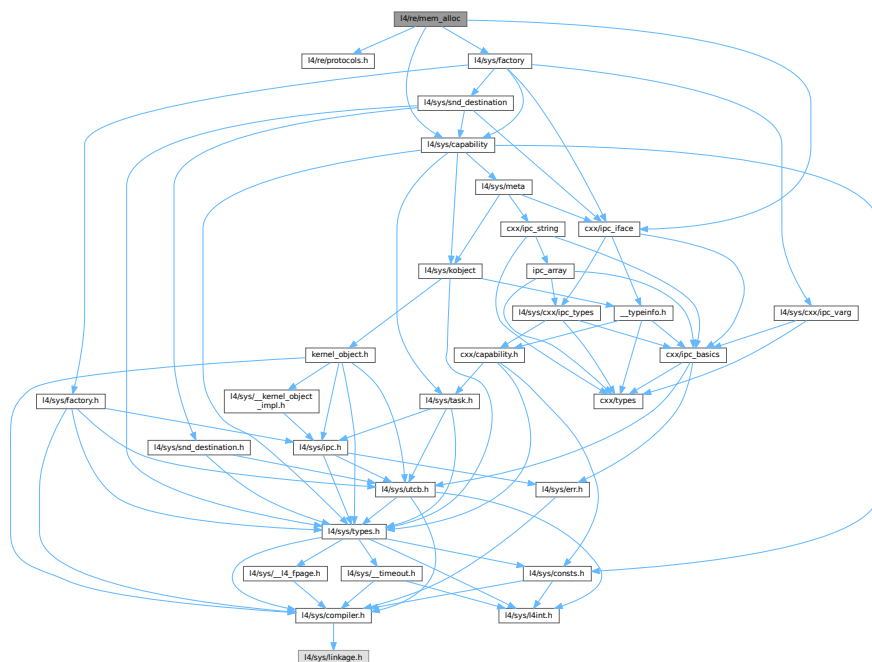 l4/re/mem_alloc
l4/re/protocols.h
l4/sys/factory
l4/sys/snd_destination
l4/sys/capability
l4/sys/meta
cxx/ipc_string
cxx/ipc_iface
l4/sys/kobject
ipc_array
l4/sys/cxx/ipc_types
__typeinfo.h
l4/sys/cxx/ipc_varg
kernel_object.h
cxx/capability.h
cxx/ipc_basics
l4/sys/factory.h
l4/sys/__kernel_object
_impl.h
l4/sys/task.h
cxx/types
l4/sys/snd_destination.h
l4/sys/ipc.h
l4/sys/utcb.h
l4/sys/err.h
l4/sys/types.h
l4/sys/__l4_fpage.h
l4/sys/__timeout.h
l4/sys/consts.h
l4/sys/compiler.h
l4/sys/l4int.h
l4/sys/linkage.h